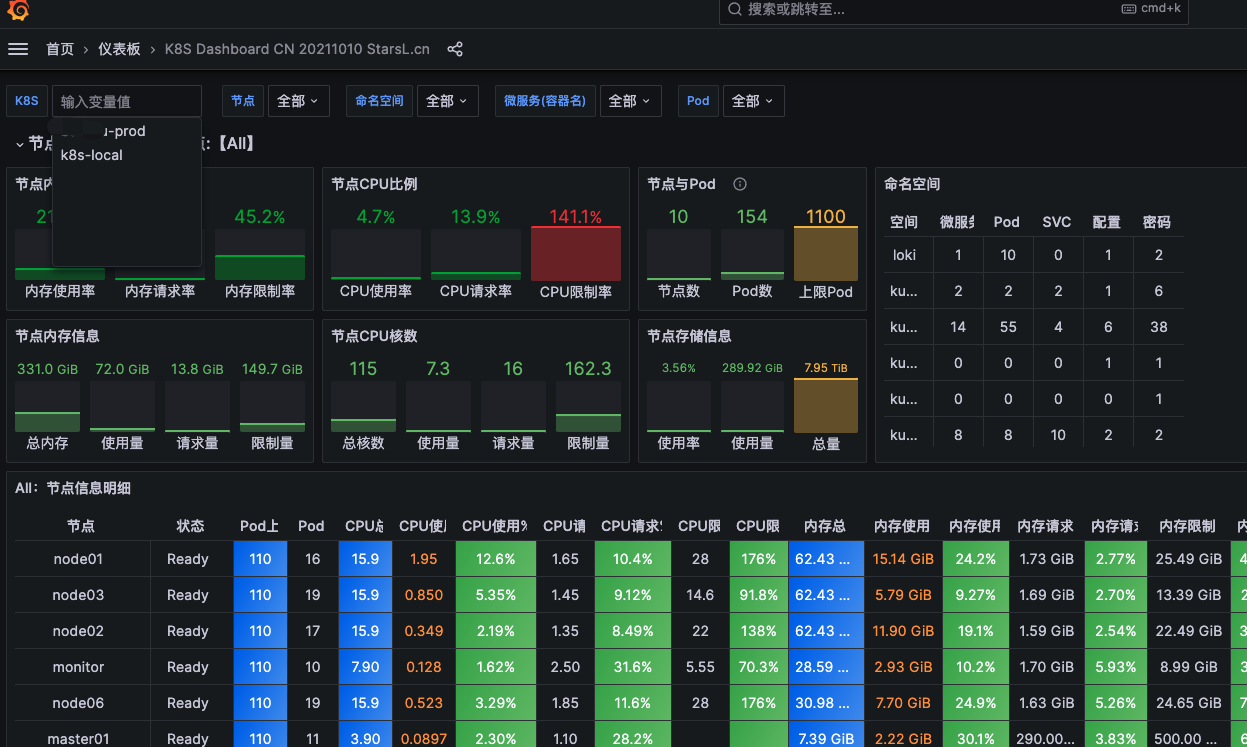 搜索或跳转至...
cmd+k
首页 › 仪表板 › K8S Dashboard CN 20211010 StarsL.cn
K8S 输入变量值 节点 全部 命名空间 全部 微服务(容器名) 全部 Pod 全部
-prod
k8s-local
:【All】
45.2%
内存使用率 内存请求率 内存限制率
节点CPU比例
4.7% 13.9% 141.1%
CPU使用率 CPU请求率 CPU限制率
节点与Pod
10 154 1100
节点数 Pod数 上限Pod
命名空间
空间 微服务 Pod SVC 配置 密码
loki 1 10 0 1 2
ku... 2 2 2 1 6
ku... 14 55 4 6 38
ku... 0 0 0 1 1
ku... 0 0 0 0 1
ku... 8 8 10 2 2
节点内存信息
331.0 GiB 72.0 GiB 13.8 GiB 149.7 GiB
总内存 使用量 请求量 限制量
节点CPU核数
115 7.3 16 162.3
总核数 使用量 请求量 限制量
节点存储信息
3.56% 289.92 GiB 7.95 TiB
使用率 使用量 总量
All：节点信息明细
节点 状态 Pod上 Pod CPU总 CPU使用 CPU使用% CPU请 CPU请求% CPU限 CPU限 内存总 内存使用 内存使用 内存请求 内存请求 内存限制
node01 Ready 110 16 15.9 1.95 12.6% 1.65 10.4% 28 176% 62.43 ... 15.14 GiB 24.2% 1.73 GiB 2.77% 25.49 GiB
node03 Ready 110 19 15.9 0.850 5.35% 1.45 9.12% 14.6 91.8% 62.43 ... 5.79 GiB 9.27% 1.69 GiB 2.70% 13.39 GiB
node02 Ready 110 17 15.9 0.349 2.19% 1.35 8.49% 22 138% 62.43 ... 11.90 GiB 19.1% 1.59 GiB 2.54% 22.49 GiB
monitor Ready 110 10 7.90 0.128 1.62% 2.50 31.6% 5.55 70.3% 28.59 ... 2.93 GiB 10.2% 1.70 GiB 5.93% 8.99 GiB
node06 Ready 110 19 15.9 0.523 3.29% 1.85 11.6% 28 176% 30.98 ... 7.70 GiB 24.9% 1.63 GiB 5.26% 24.65 GiB
master01 Ready 110 11 3.90 0.0897 2.30% 1.10 28.2% 7.39 GiB 2.22 GiB 30.1% 290.00... 3.83% 500.00 ...